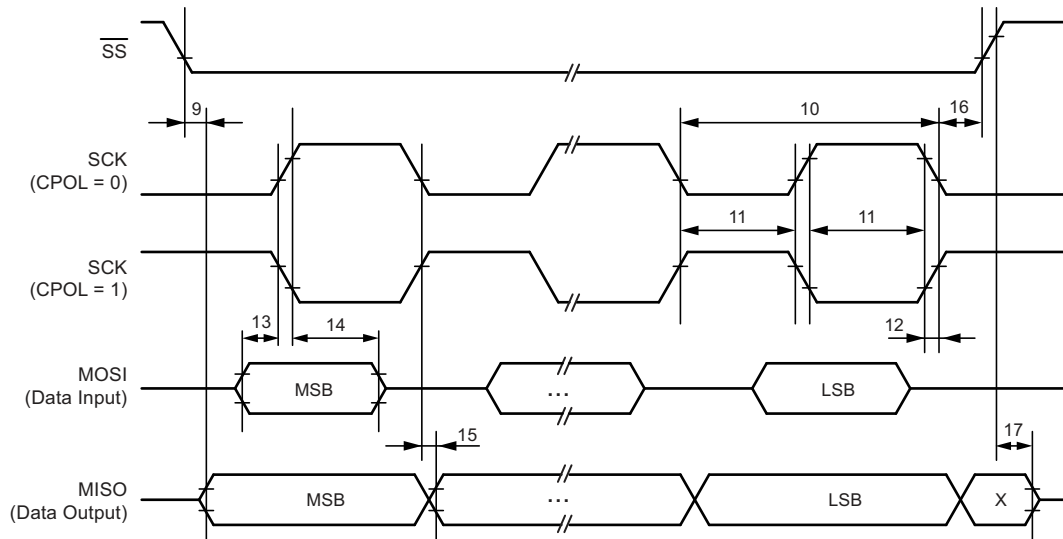 SS
9
10
16
SCK
(CPOL = 0)
11
11
SCK
(CPOL = 1)
13
14
12
MOSI
(Data Input)
MSB
...
LSB
15
17
MISO
(Data Output)
MSB
...
LSB
X